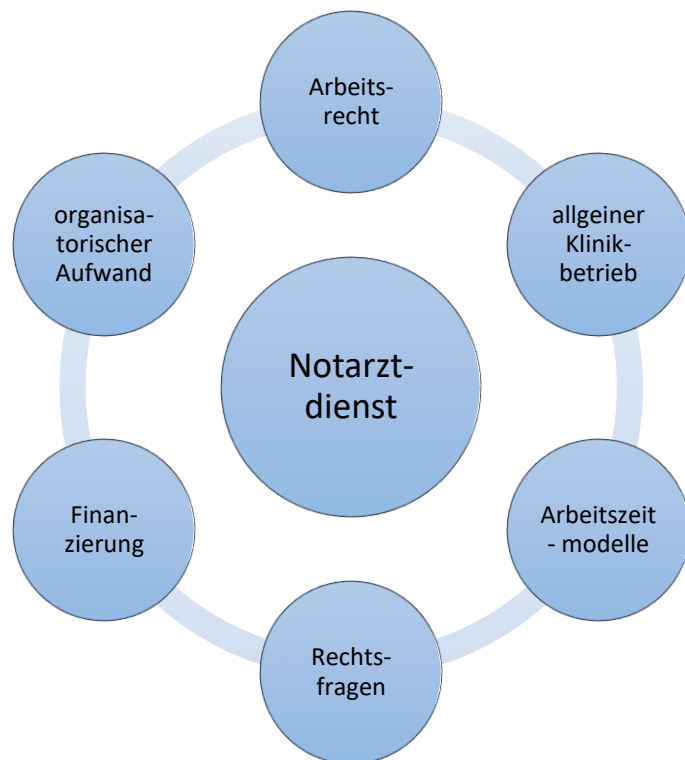 Arbeits-
recht
organisa-
torischer
Aufwand
allgeiner
Klinik-
betrieb
Notarzt-
dienst
Finan-
zierung
Arbeitszeit
- modelle
Rechts-
fragen